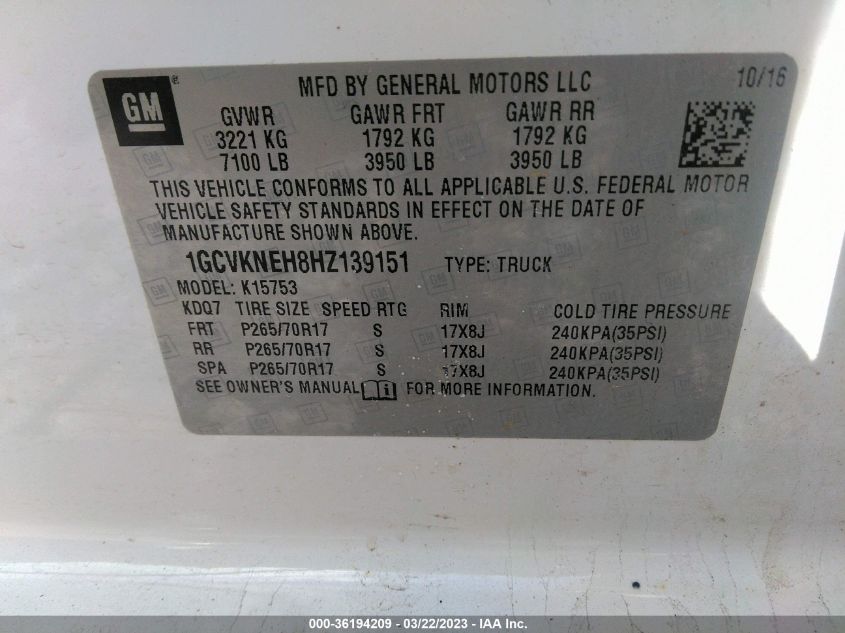 GM
®
MFD BY GENERAL MOTORS LLC 10/16
GVWR GAWR FRT GAWR RR
3221 KG 1792 KG 1792 KG
7100 LB 3950 LB 3950 LB
THIS VEHICLE CONFORMS TO ALL APPLICABLE U.S. FEDERAL MOTOR
VEHICLE SAFETY STANDARDS IN EFFECT ON THE DATE OF
MANUFACTURE SHOWN ABOVE.
1GCVKNEH8HZ139151 TYPE: TRUCK
MODEL: K15753
KDQ7 TIRE SIZE SPEED RTG RIM COLD TIRE PRESSURE
FRT P265/70R17 S 17X8J 240KPA(35PSI)
RR P265/70R17 S 17X8J 240KPA(35PSI)
SPA P265/70R17 S 17X8J 240KPA(35PSI)
SEE OWNER'S MANUAL FOR MORE INFORMATION.
000-36194209 - 03/22/2023 - IAA Inc.